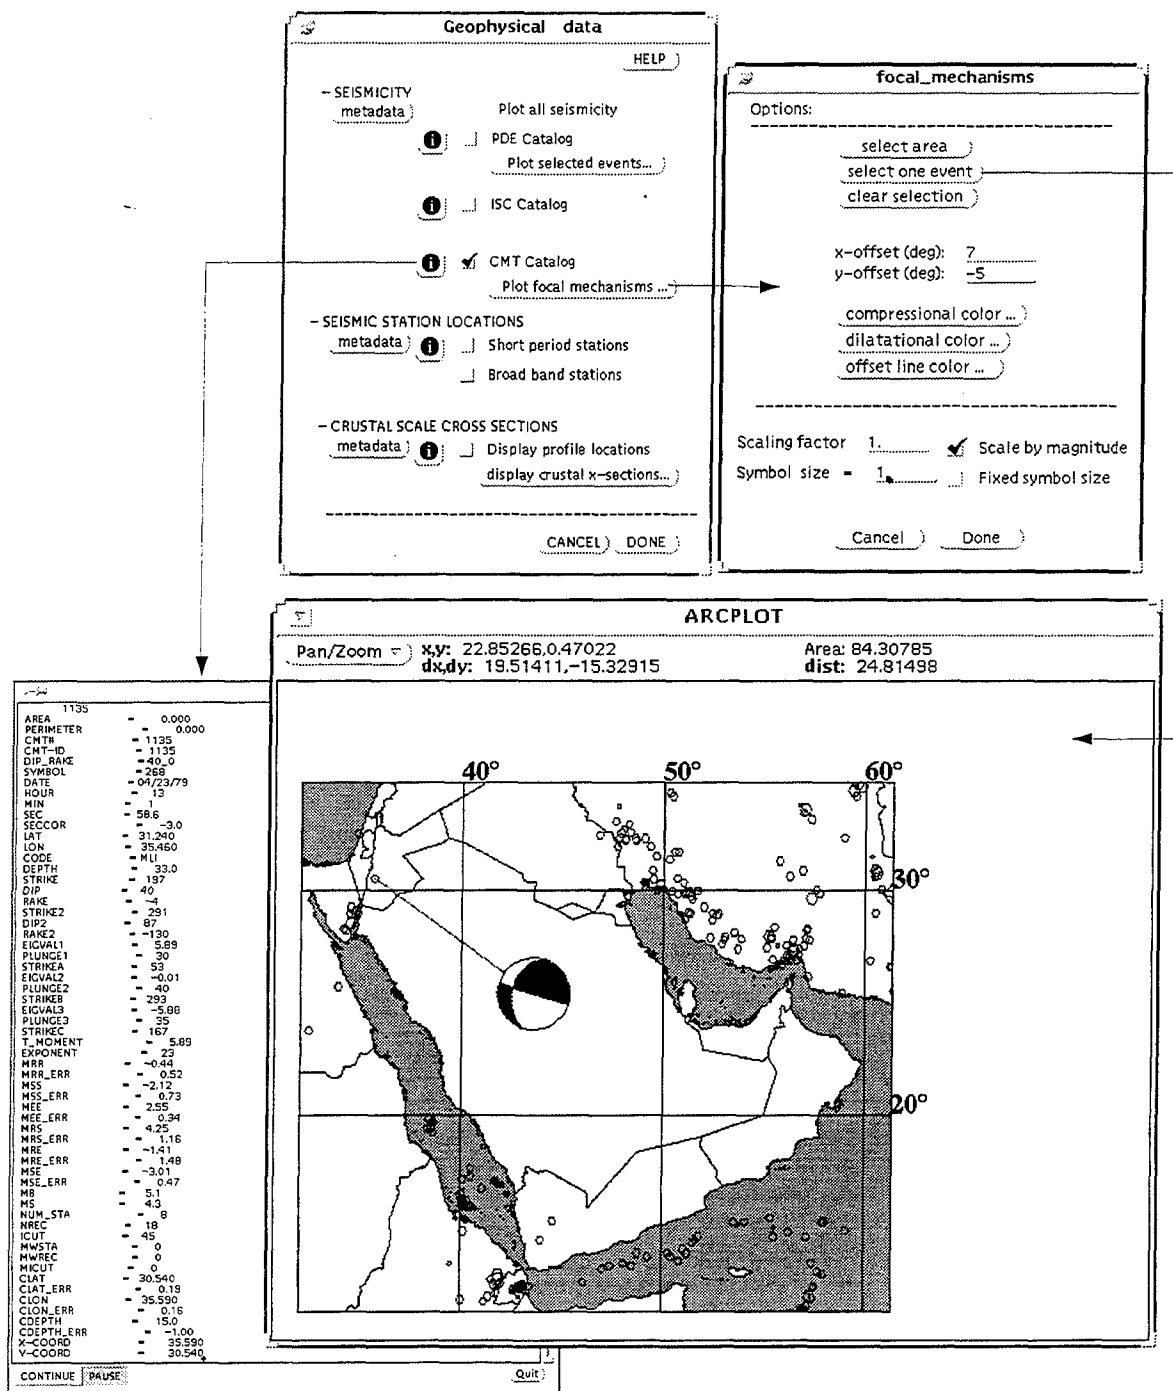 Geophysical data
HELP
– SEISMICITY
metadata
Plot all seismicity
PDE Catalog
Plot selected events...
ISC Catalog
CMT Catalog
Plot focal mechanisms ...
– SEISMIC STATION LOCATIONS
metadata
Short period stations
Broad band stations
– CRUSTAL SCALE CROSS SECTIONS
metadata
Display profile locations
display crustal x-sections...
CANCEL DONE
focal_mechanisms
Options:
select area
select one event
clear selection
x-offset (deg): 7
y-offset (deg): -5
compressional color ...
dilatational color ...
offset line color ...
Scaling factor 1. Scale by magnitude
Symbol size = 1. Fixed symbol size
Cancel Done
ARCPLOT
Pan/Zoom x,y: 22.85266,0.47022 Area: 84.30785
dx,dy: 19.51411,-15.32915 dist: 24.81498
40° 50° 60°
30°
20°
1135
AREA = 0.000
PERIMETER = 0.000
CMT# = 1135
CMT-ID = 1135
DIP_RAKE =40_0
SYMBOL = 268
DATE =04/23/79
HOUR = 13
MIN = 1
SEC = 58.6
SECCOR = -3.0
LAT = 31.240
LON = 35.460
CODE = MLI
DEPTH = 33.0
STRIKE = 197
DIP = 40
RAKE = -4
STRIKE2 = 291
DIP2 = 87
RAKE2 = -130
EIGVAL1 = 5.89
PLUNGE1 = 30
STRIKEA = 53
EIGVAL2 = -0.01
PLUNGE2 = 40
STRIKEB = 293
EIGVAL3 = -5.88
PLUNGE3 = 35
STRIKEC = 167
T_MOMENT = 5.89
EXPONENT = 23
MRR = -0.44
MRR_ERR = 0.52
MSS = -2.12
MSS_ERR = 0.73
MEE = 2.55
MEE_ERR = 0.34
MRS = 4.25
MRS_ERR = 1.16
MRE = -1.41
MRE_ERR = 1.48
MSE = -3.01
MSE_ERR = 0.47
MB = 5.1
MS = 4.3
NUM_STA = 8
NREC = 18
ICUT = 45
MWSTA = 0
MWREC = 0
MICUT = 0
CLAT = 30.540
CLAT_ERR = 0.19
CLON = 35.590
CLON_ERR = 0.16
CDEPTH = 15.0
CDEPTH_ERR = -1.00
X-COORD = 35.590
Y-COORD = 30.540
CONTINUE PAUSE Quit